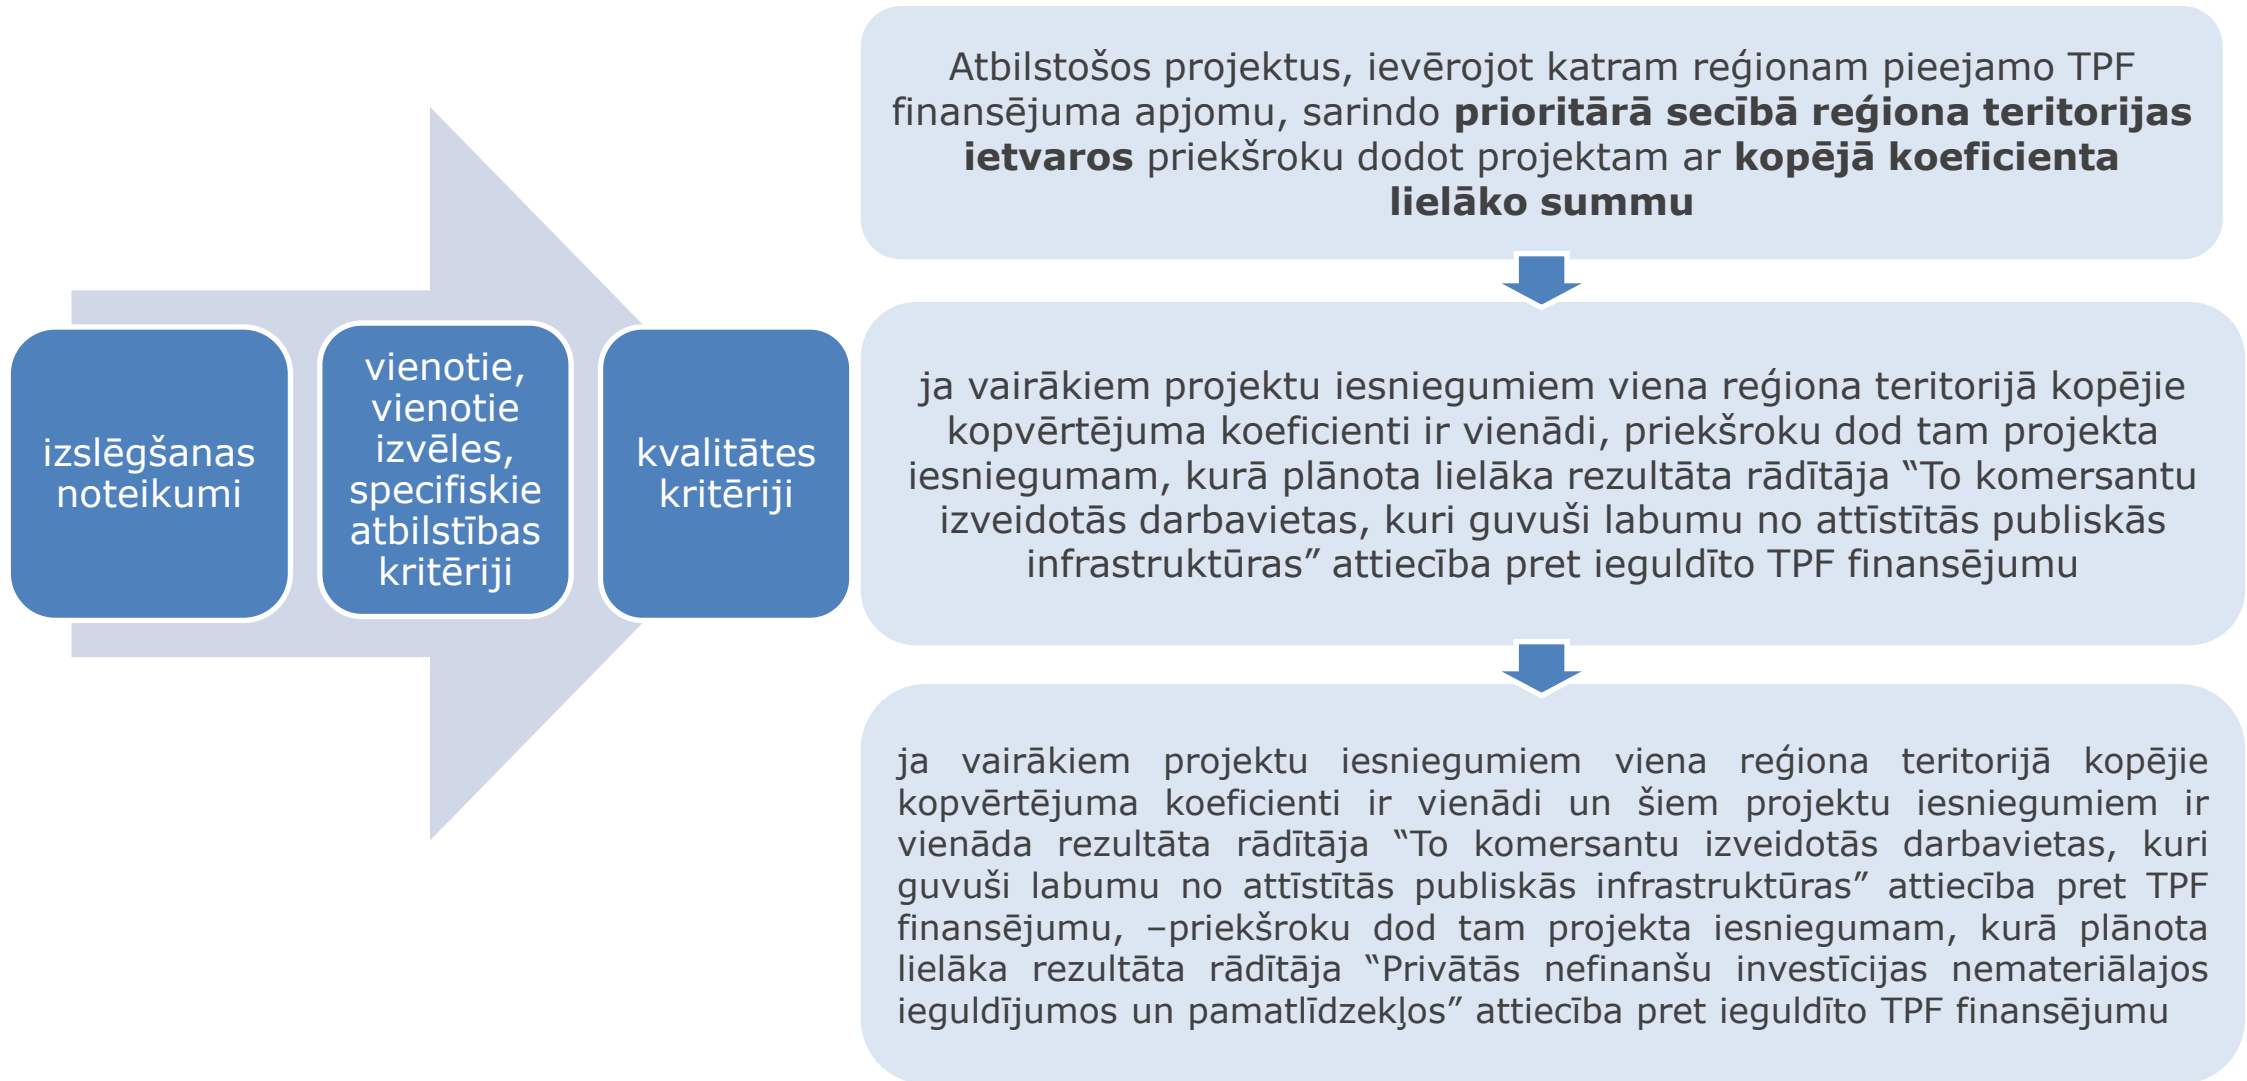 izslēgšanas
noteikumi
vienotie,
vienotie
izvēles,
specifiskie
atbilstības
kritēriji
kvalitātes
kritēriji
Atbilstošos projektus, ievērojot katram reģionam pieejamo TPF
finansējuma apjomu, sarindo prioritārā secībā reģiona teritorijas
ietvaros priekšroku dodot projektam ar kopējā koeficienta
lielāko summu
ja vairākiem projektu iesniegumiem viena reģiona teritorijā kopējie
kopvērtējuma koeficienti ir vienādi, priekšroku dod tam projekta
iesniegumam, kurā plānota lielāka rezultāta rādītāja “To komersantu
izveidotās darbavietas, kuri guvuši labumu no attīstītās publiskās
infrastruktūras” attiecība pret ieguldīto TPF finansējumu
ja vairākiem projektu iesniegumiem viena reģiona teritorijā kopējie
kopvērtējuma koeficienti ir vienādi un šiem projektu iesniegumiem ir
vienāda rezultāta rādītāja “To komersantu izveidotās darbavietas, kuri
guvuši labumu no attīstītās publiskās infrastruktūras” attiecība pret TPF
finansējumu, –priekšroku dod tam projekta iesniegumam, kurā plānota
lielāka rezultāta rādītāja “Privātās nefinanšu investīcijas nemateriālajos
ieguldījumos un pamatlīdzekļos” attiecība pret ieguldīto TPF finansējumu